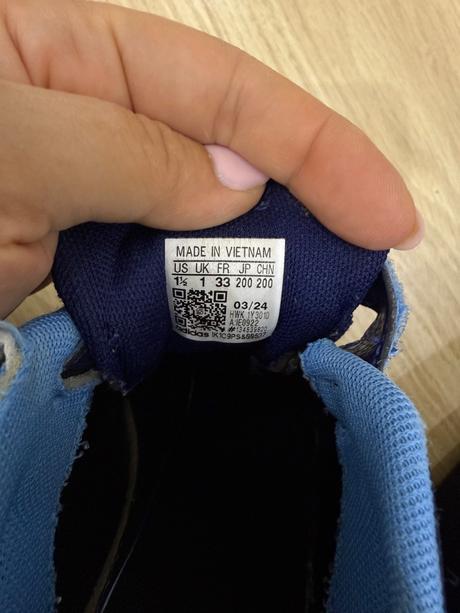 MADE IN VIETNAM
US UK FR JP CHN
1½ 1 33 200 200
03/24
HWK 1Y3010
adidas